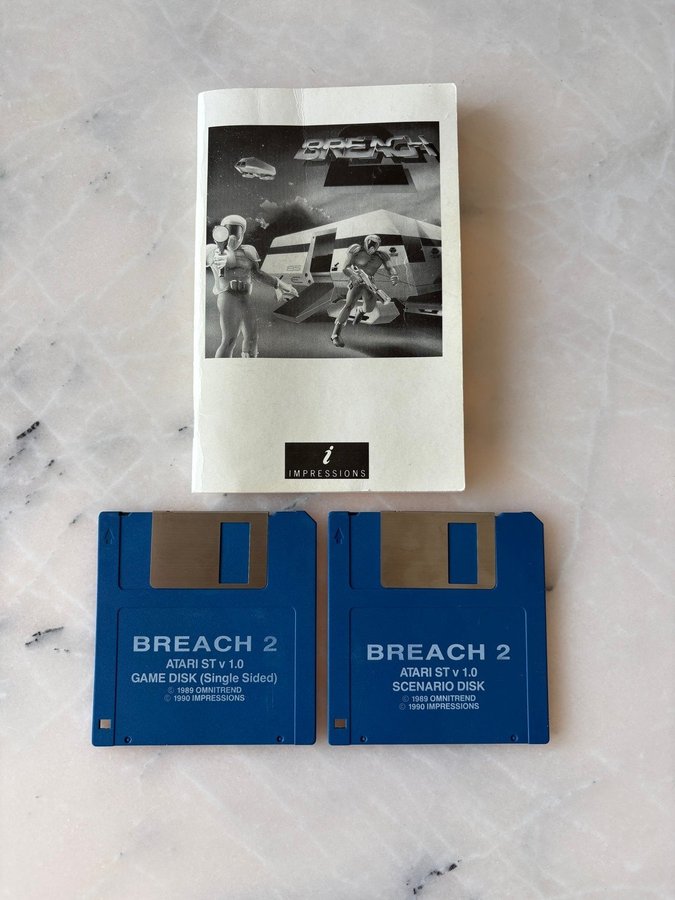 BREACH
2
85
i
IMPRESSIONS
BREACH 2
ATARI ST v 1.0
GAME DISK (Single Sided)
© 1989 OMNITREND
© 1990 IMPRESSIONS
BREACH 2
ATARI ST v 1.0
SCENARIO DISK
© 1989 OMNITREND
© 1990 IMPRESSIONS